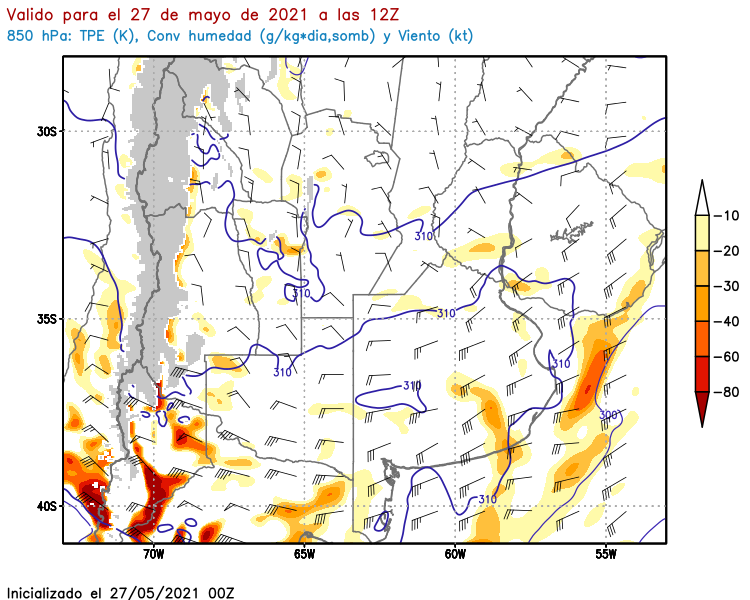 Valido para el 27 de mayo de 2021 a las 12Z
850 hPa: TPE (K), Conv humedad (g/kg*dia,somb) y Viento (kt)
30S
310
310
310
-10
-20
35S
310
310
-30
310
310
-40
-60
-80
300
40S
310
70W
65W
60W
55W
Inicializado el 27/05/2021 00Z